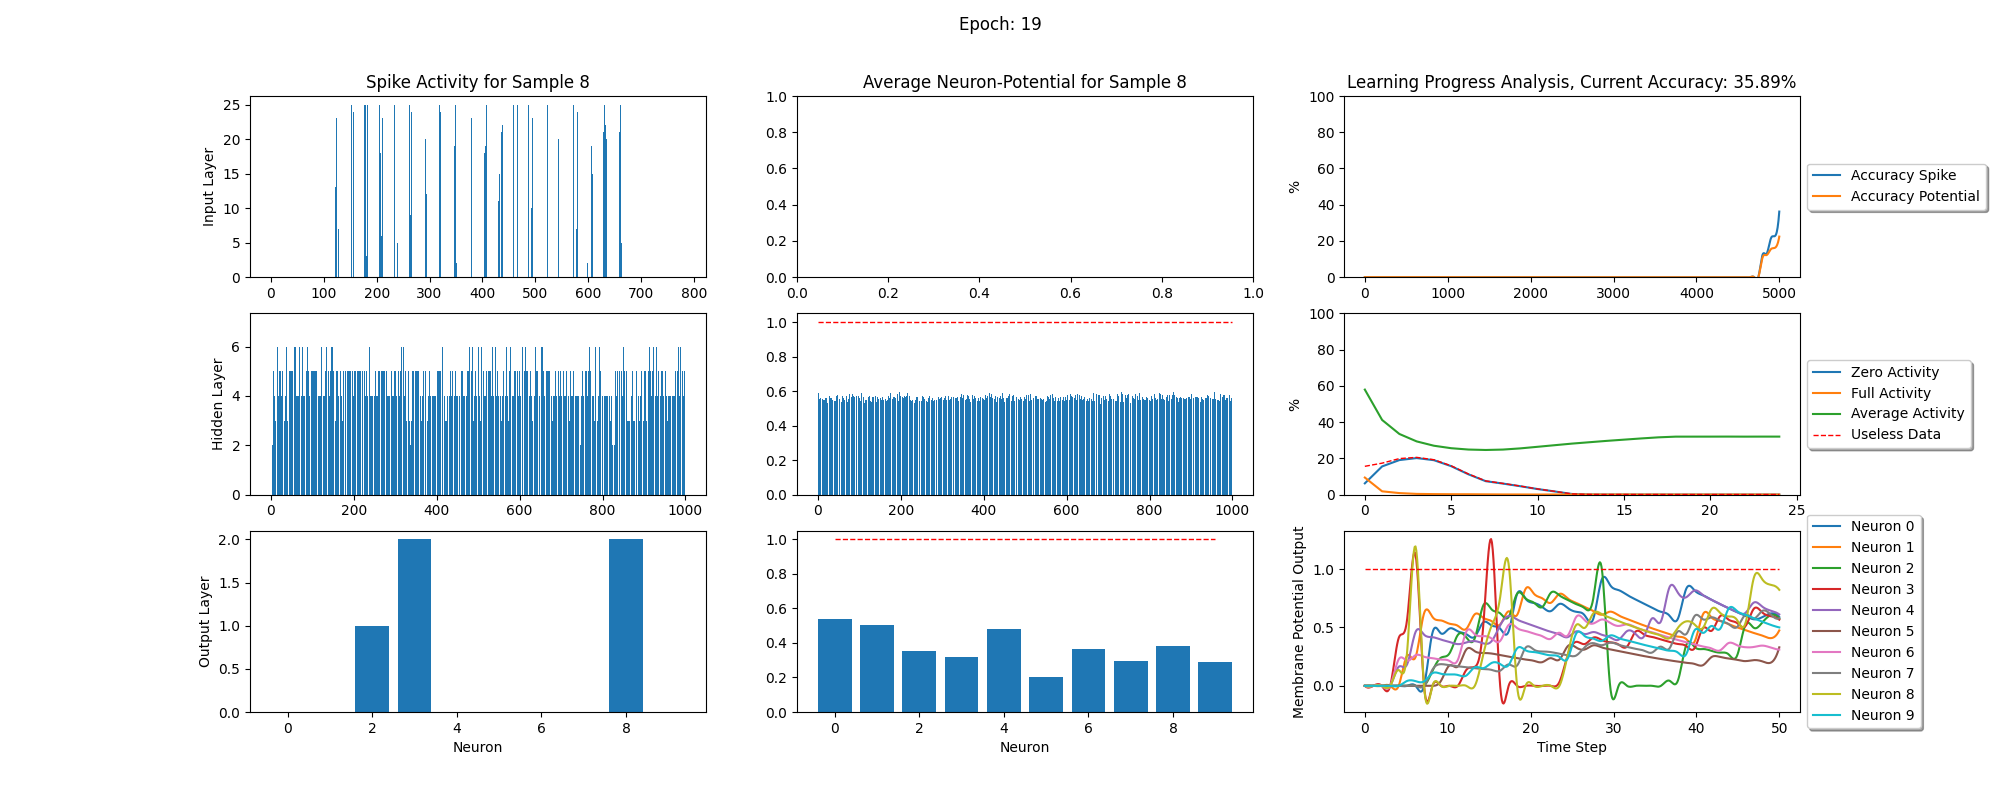 Epoch: 19
Spike Activity for Sample 8
Input Layer
25
20
15
10
5
0
0 100 200 300 400 500 600 700 800
Average Neuron-Potential for Sample 8
1.0
0.8
0.6
0.4
0.2
0.0
0.0 0.2 0.4 0.6 0.8 1.0
Learning Progress Analysis, Current Accuracy: 35.89%
%
100
80
60
40
20
0
0 1000 2000 3000 4000 5000
Accuracy Spike
Accuracy Potential
Hidden Layer
6
4
2
0
0 200 400 600 800 1000
1.0
0.8
0.6
0.4
0.2
0.0
0 200 400 600 800 1000
%
100
80
60
40
20
0
0 5 10 15 20 25
Zero Activity
Full Activity
Average Activity
Useless Data
Output Layer
2.0
1.5
1.0
0.5
0.0
0 2 4 6 8
Neuron
1.0
0.8
0.6
0.4
0.2
0.0
0 2 4 6 8
Neuron
Membrane Potential Output
1.0
0.5
0.0
0 10 20 30 40 50
Time Step
Neuron 0
Neuron 1
Neuron 2
Neuron 3
Neuron 4
Neuron 5
Neuron 6
Neuron 7
Neuron 8
Neuron 9